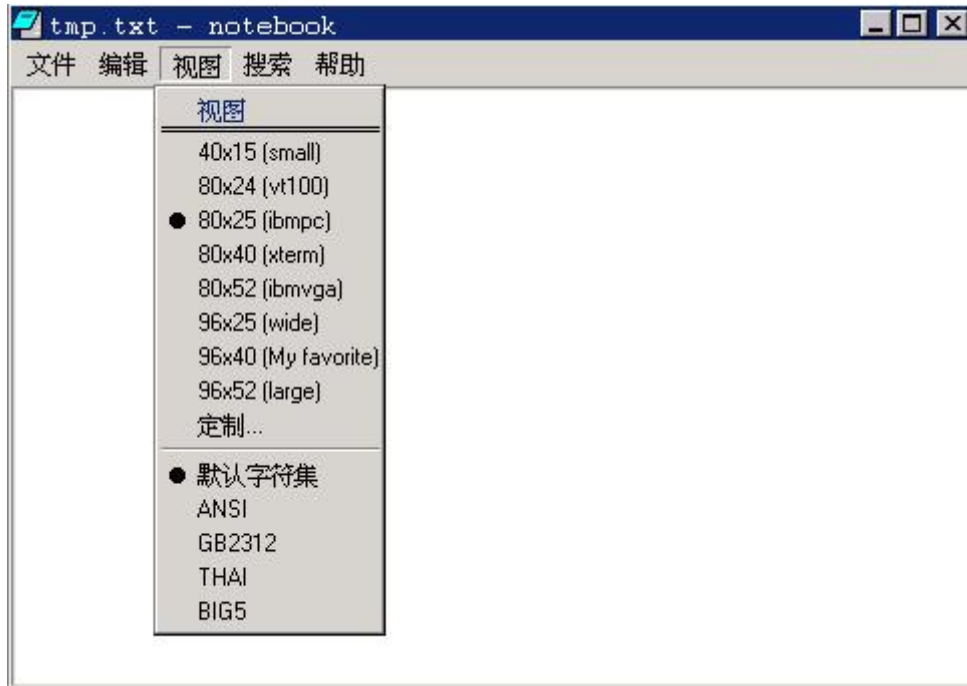 tmp.txt - notebook
文件 编辑 视图 搜索 帮助
视图
40x15 (small)
80x24 (vt100)
80x25 (ibmpc)
80x40 (xterm)
80x52 (ibmvga)
96x25 (wide)
96x40 (My favorite)
96x52 (large)
定制...
默认字符集
ANSI
GB2312
THAI
BIG5